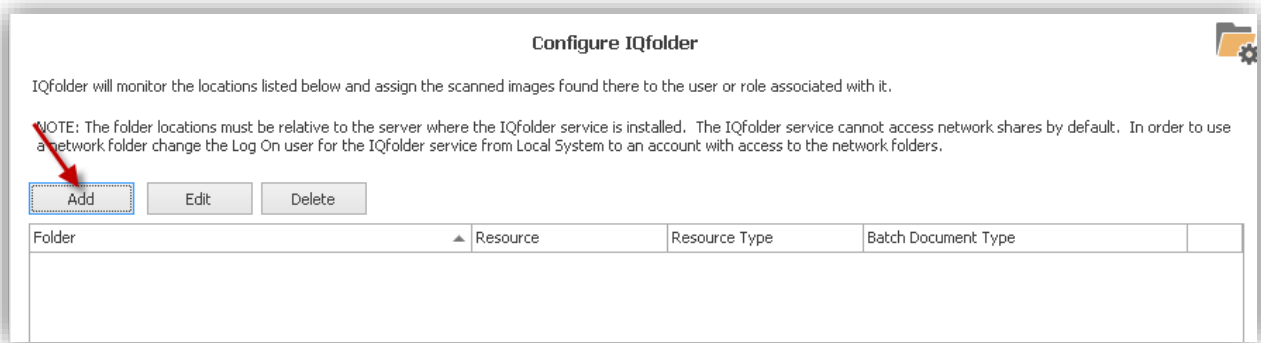 Configure IQfolder
IQfolder will monitor the locations listed below and assign the scanned images found there to the user or role associated with it.
NOTE: The folder locations must be relative to the server where the IQfolder service is installed.  The IQfolder service cannot access network shares by default.  In order to use
a network folder change the Log On user for the IQfolder service from Local System to an account with access to the network folders.
Add Edit Delete
Folder Resource Resource Type Batch Document Type